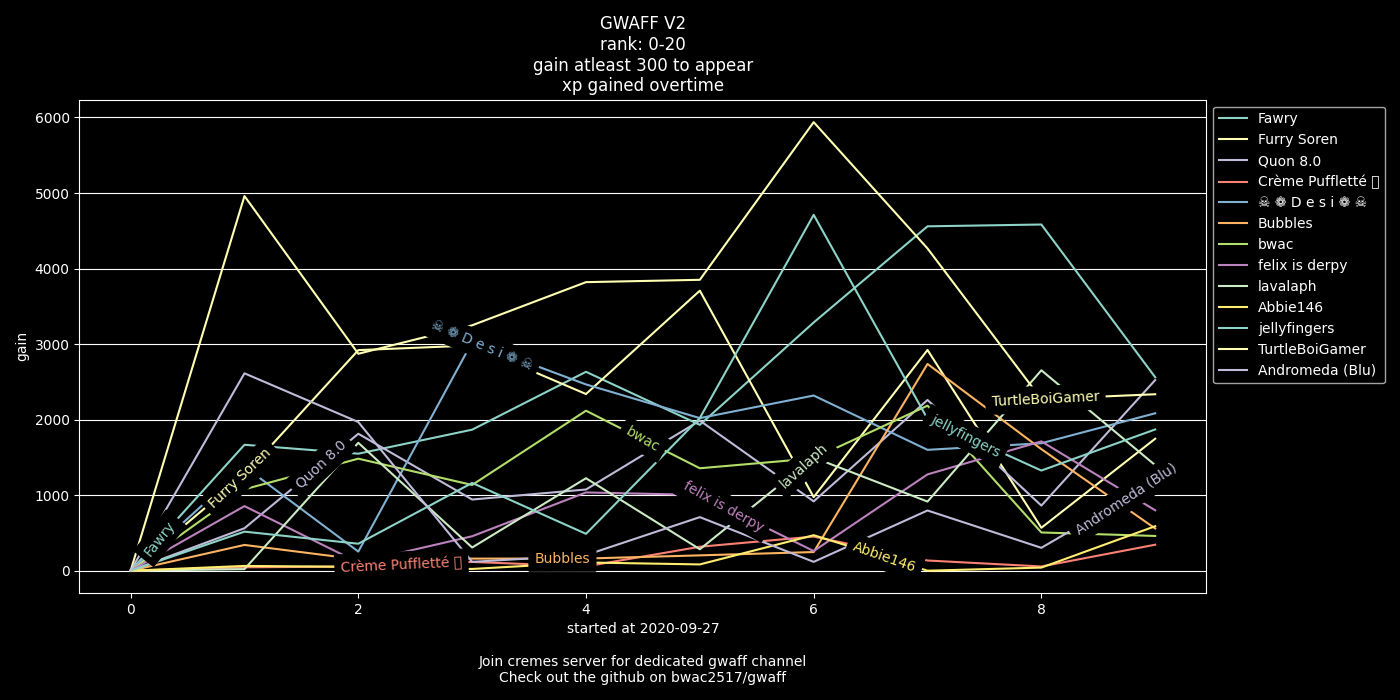 GWAFF V2
rank: 0-20
gain atleast 300 to appear
xp gained overtime
6000
5000
4000
3000
2000
1000
0
gain
0
2
4
6
8
started at 2020-09-27
Join cremes server for dedicated gwaff channel
Check out the github on bwac2517/gwaff
Fawry
Furry Soren
Quon 8.0
Crème Puffletté
☠ ❁ D e s i ❁ ☠
Bubbles
bwac
felix is derpy
lavalaph
Abbie146
jellyfingers
TurtleBoiGamer
Andromeda (Blu)
Fawry
Furry Soren
Quon 8.0
Crème Puffletté
☠ ❁ D e s i ❁ ☠
Bubbles
bwac
felix is derpy
lavalaph
Abbie146
jellyfingers
TurtleBoiGamer
Andromeda (Blu)